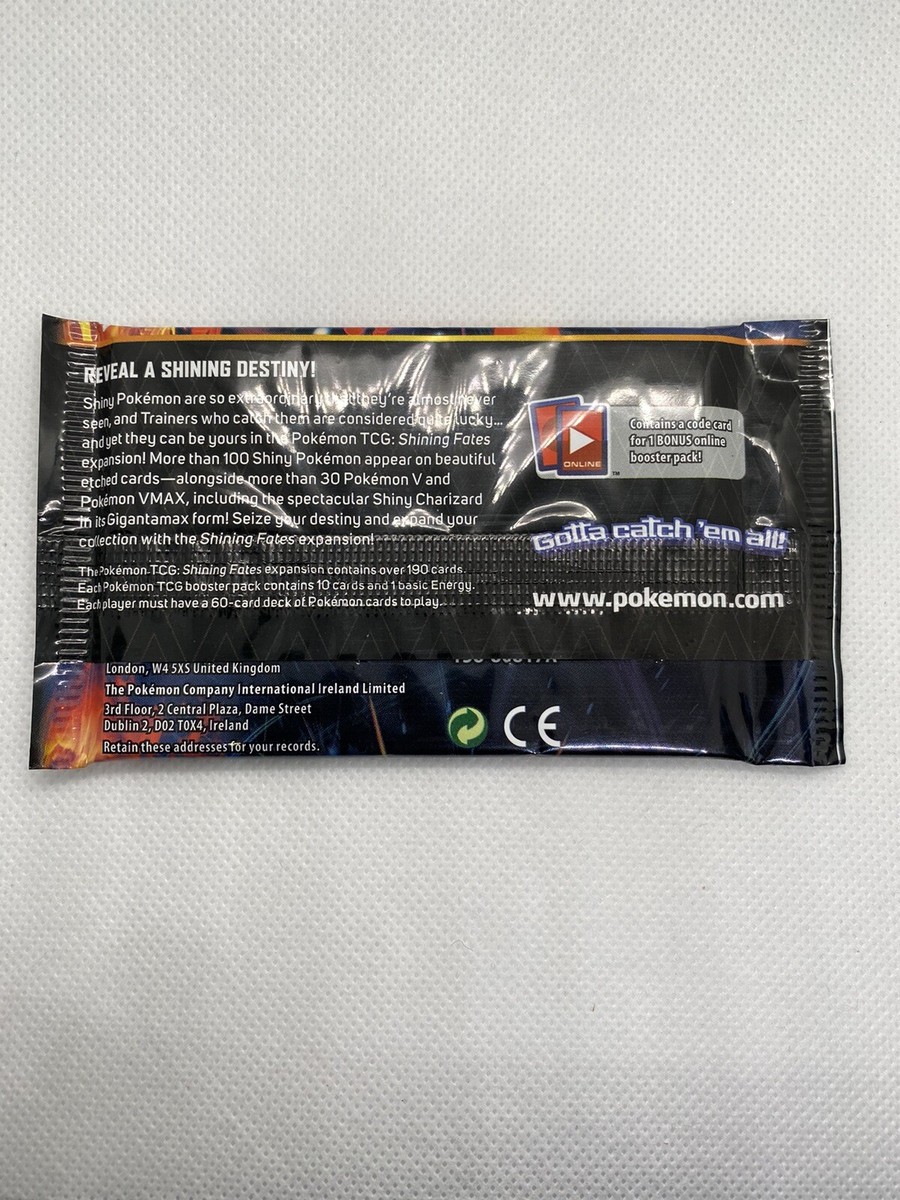 REVEAL A SHINING DESTINY!
Shiny Pokémon are so extraordinary that they're almost never
seen, and Trainers who catch them are considered quite lucky...
and yet they can be yours in the Pokémon TCG: Shining Fates
expansion! More than 100 Shiny Pokémon appear on beautiful
etched cards—alongside more than 30 Pokémon V and
Pokémon VMAX, including the spectacular Shiny Charizard
in its Gigantamax form! Seize your destiny and expand your
collection with the Shining Fates expansion!
The Pokémon TCG: Shining Fates expansion contains over 190 cards.
Each Pokémon TCG booster pack contains 10 cards and 1 basic Energy.
Each player must have a 60-card deck of Pokémon cards to play.
ONLINE
TM
Contains a code card
for 1 BONUS online
booster pack!
Gotta catch 'em all!
TM
www.pokemon.com
London, W4 5XS United Kingdom
The Pokémon Company International Ireland Limited
3rd Floor, 2 Central Plaza, Dame Street
Dublin 2, D02 T0X4, Ireland
Retain these addresses for your records.
CE